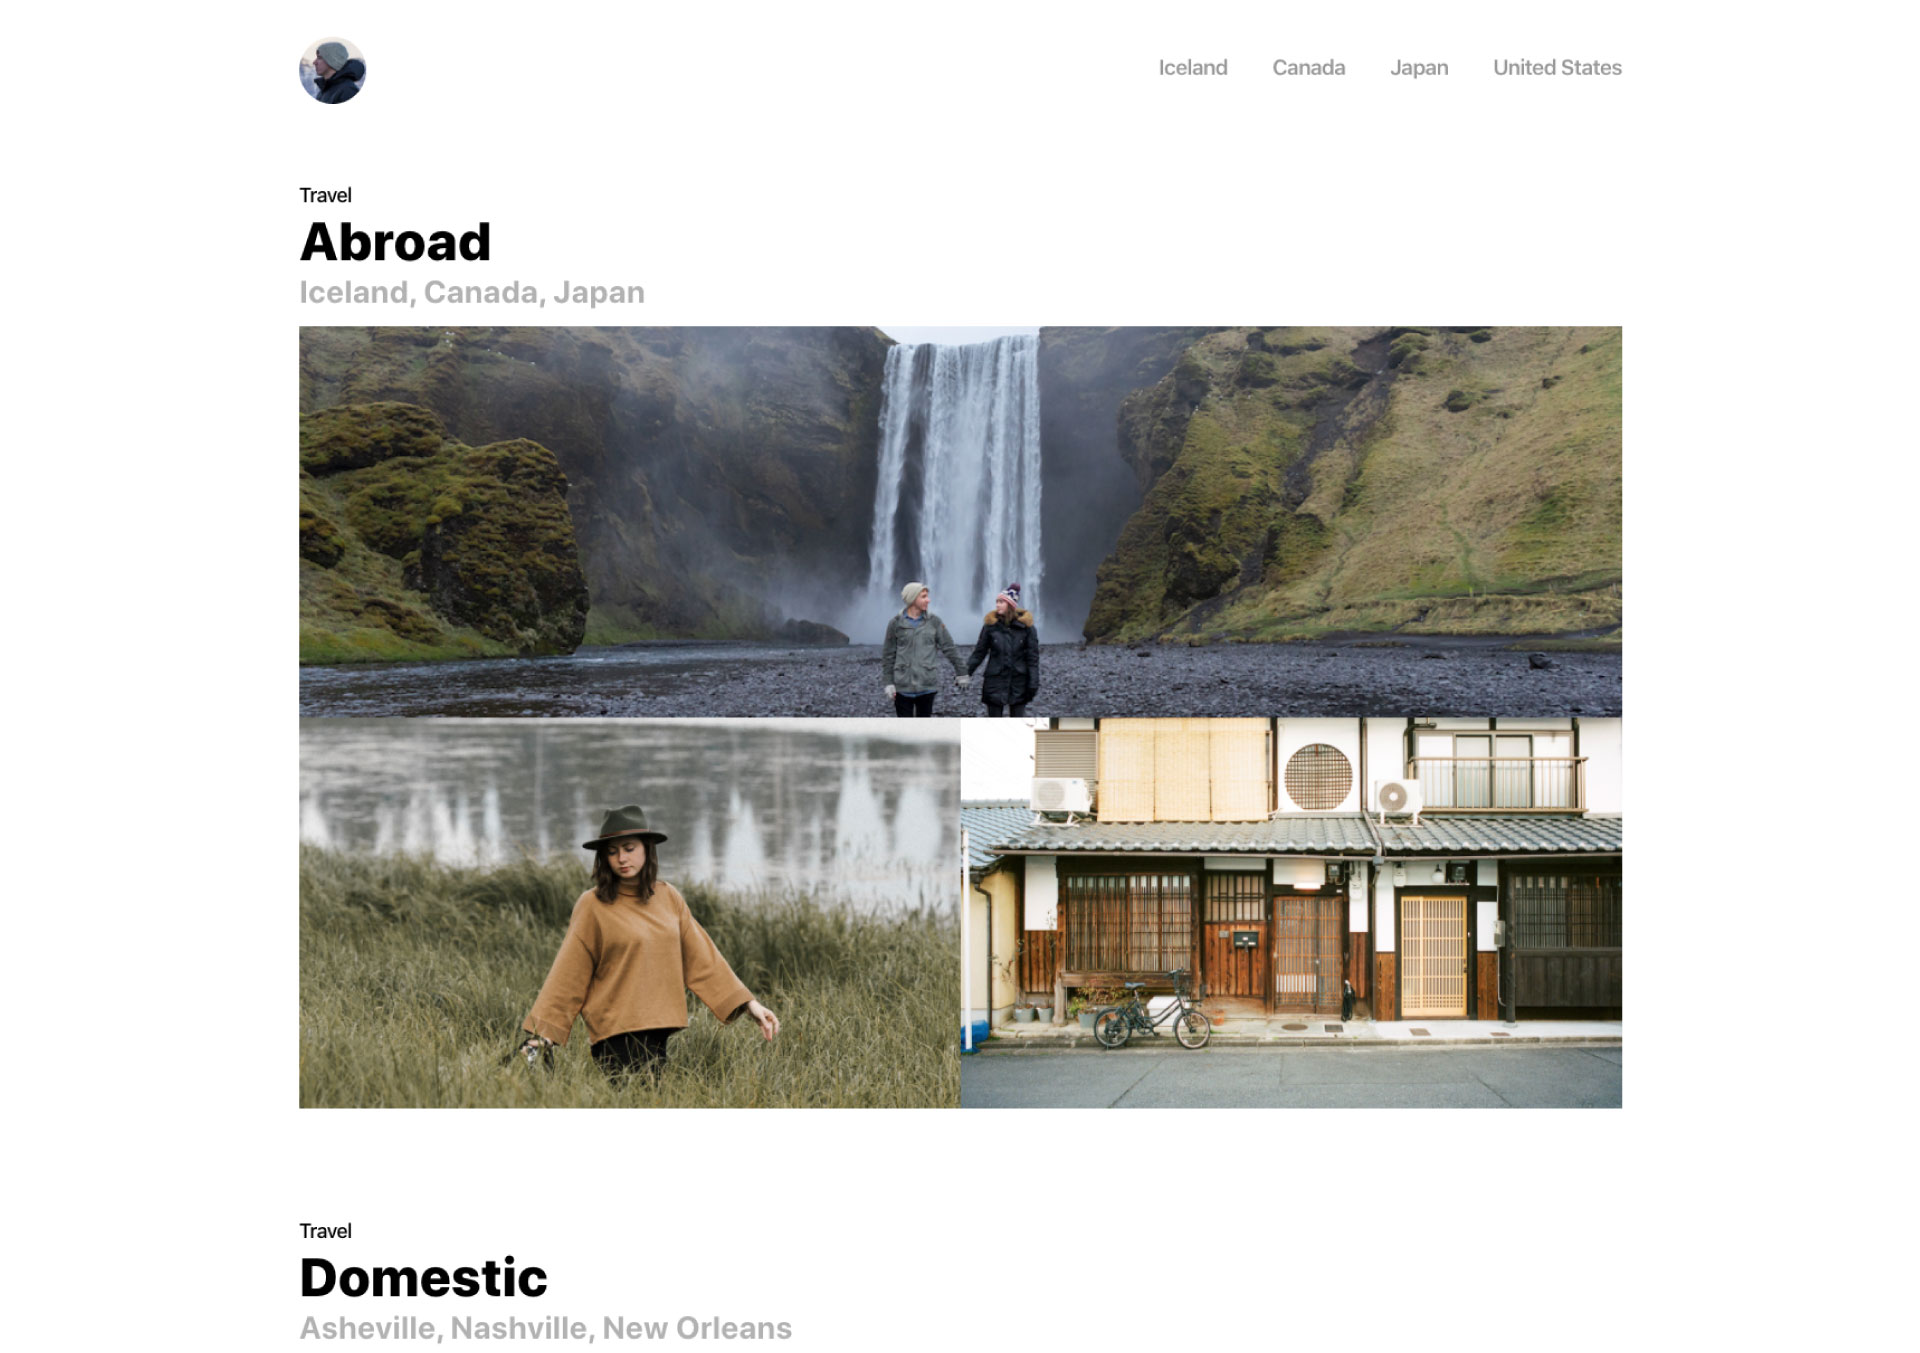 Iceland Canada Japan United States
Travel
Abroad
Iceland, Canada, Japan
Travel
Domestic
Asheville, Nashville, New Orleans